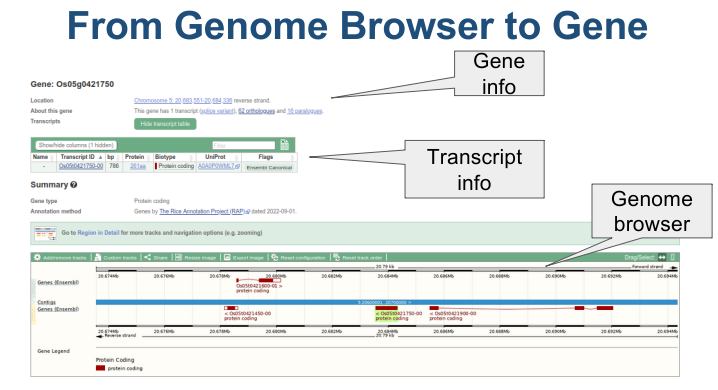 From Genome Browser to Gene
Gene info
Gene: Os05g0421750
Location Chromosome 5: 20,683,551-20,684,336 reverse strand.
About this gene This gene has 1 transcript (splice variant), 62 orthologues and 16 paralogues.
Transcripts Hide transcript table
Show/hide columns (1 hidden) Filter
Name Transcript ID bp Protein Biotype UniProt Flags
- Os05t0421750-00 786 261aa Protein coding A0A0P0WML7 Ensembl Canonical
Transcript info
Summary
Gene type Protein coding
Annotation method Genes by The Rice Annotation Project (RAP) dated 2022-09-01.
Genome browser
Go to Region in Detail for more tracks and navigation options (e.g. zooming)
Add/remove tracks Custom tracks Share Resize image Export image Reset configuration Reset track order Drag/Select:
20.79 kb Forward strand
20.674Mb 20.676Mb 20.678Mb 20.680Mb 20.682Mb 20.684Mb 20.686Mb 20.688Mb 20.690Mb 20.692Mb 20.694Mb
Genes (Ensembl)
Os05t0421600-01 >
protein coding
Contigs
Genes (Ensembl)
< Os05t0421450-00 < Os05t0421750-00 < Os05t0421900-00
protein coding protein coding protein coding
20.674Mb 20.676Mb 20.678Mb 20.680Mb 20.682Mb 20.684Mb 20.686Mb 20.688Mb 20.690Mb 20.692Mb 20.694Mb
Reverse strand 20.79 kb
Gene Legend
Protein Coding
protein coding